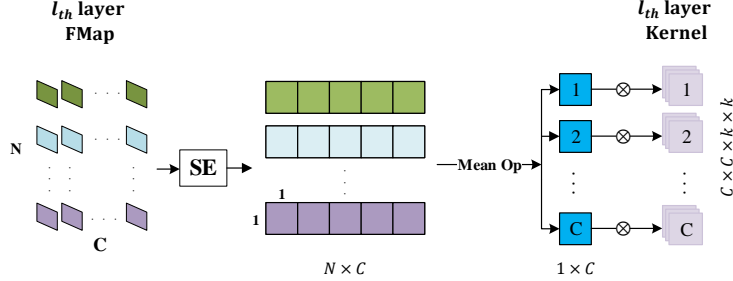 l_th layer
FMap
N
C
SE
1
1
N × C
Mean Op
1
2
C
1 × C
⊗
⊗
⊗
l_th layer
Kernel
1
2
C
C × C × k × k